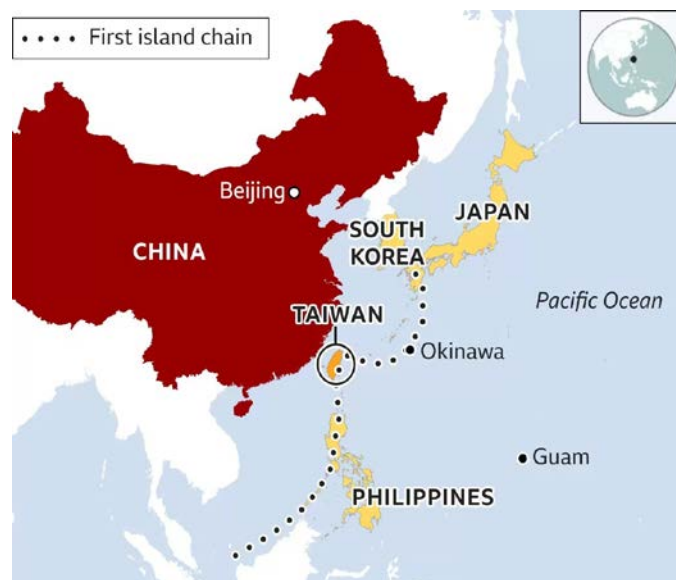 First island chain
Beijing
JAPAN
SOUTH
KOREA
CHINA
Pacific Ocean
TAIWAN
Okinawa
Guam
PHILIPPINES